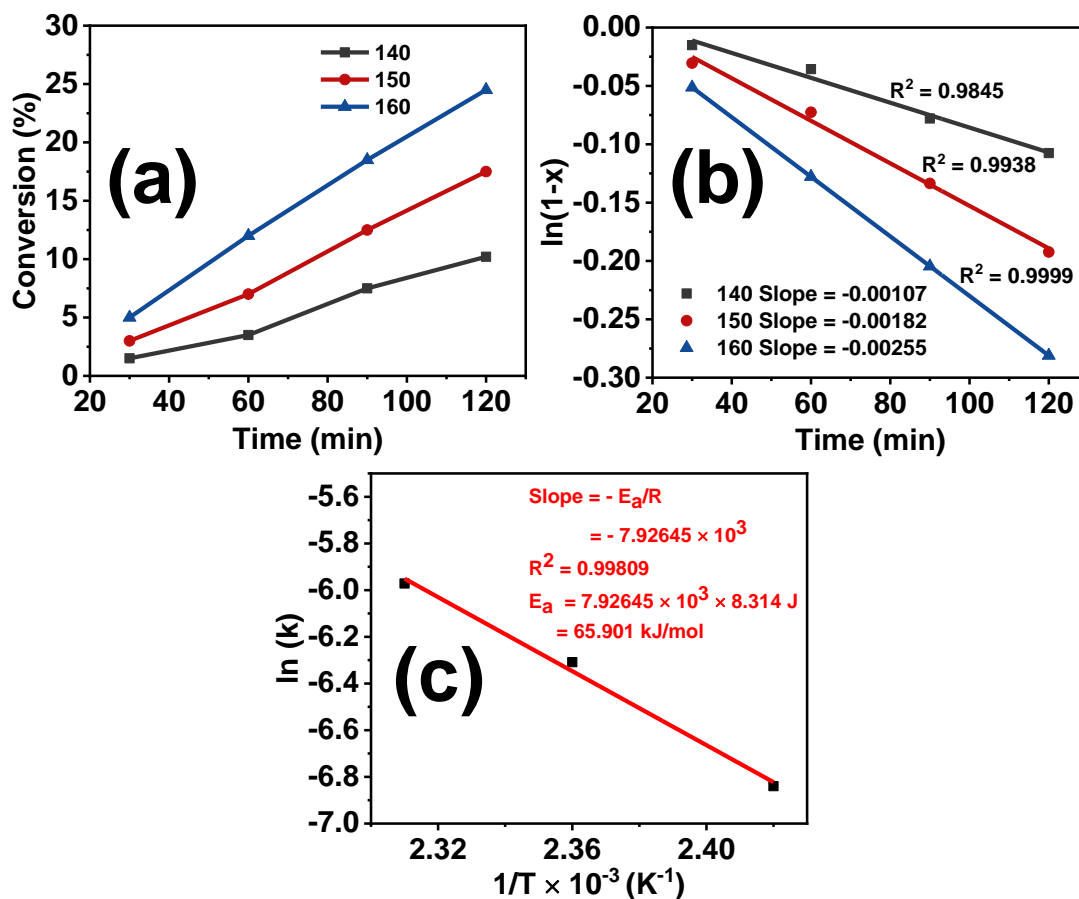 30
25
20
15
10
5
0
Conversion (%)
140
150
160
(a)
20 40 60 80 100 120
Time (min)
0.00
-0.05
-0.10
-0.15
-0.20
-0.25
-0.30
ln(1-x)
R² = 0.9845
R² = 0.9938
R² = 0.9999
(b)
140 Slope = -0.00107
150 Slope = -0.00182
160 Slope = -0.00255
20 40 60 80 100 120
Time (min)
-5.6
-5.8
-6.0
-6.2
-6.4
-6.6
-6.8
-7.0
ln (k)
Slope = - Eₐ/R
= - 7.92645 × 10³
R² = 0.99809
Eₐ = 7.92645 × 10³ × 8.314 J
= 65.901 kJ/mol
(c)
2.32 2.36 2.40
1/T × 10⁻³ (K⁻¹)